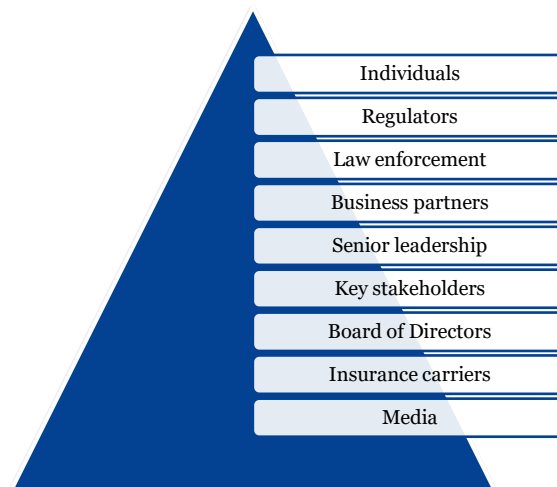 Individuals
Regulators
Law enforcement
Business partners
Senior leadership
Key stakeholders
Board of Directors
Insurance carriers
Media